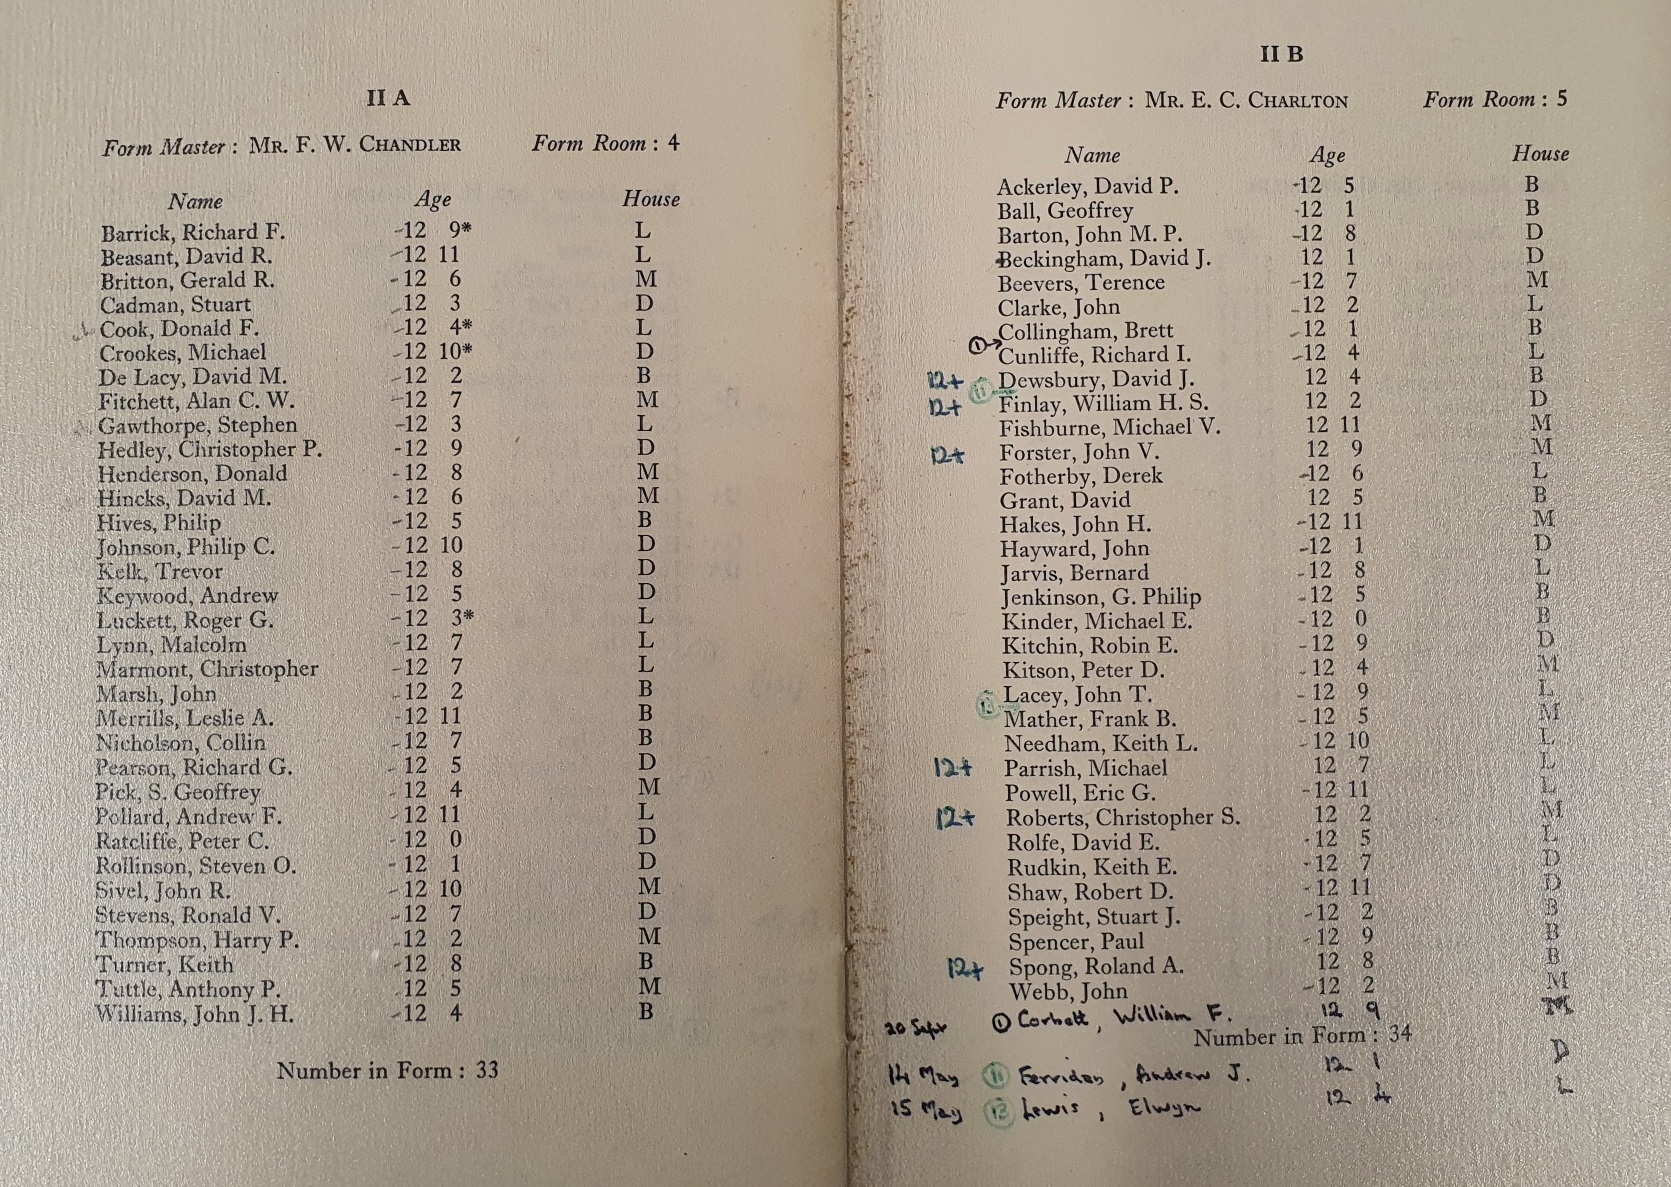 II A
Form Master : MR. F. W. CHANDLER Form Room : 4
Name Age House
Barrick, Richard F. -12 9* L
Beasant, David R. -12 11 L
Britton, Gerald R. -12 6 M
Cadman, Stuart -12 3 D
Cook, Donald F. -12 4* L
Crookes, Michael -12 10* D
De Lacy, David M. -12 2 B
Fitchett, Alan C. W. -12 7 M
Gawthorpe, Stephen -12 3 L
Hedley, Christopher P. -12 9 D
Henderson, Donald -12 8 M
Hincks, David M. -12 6 M
Hives, Philip -12 5 B
Johnson, Philip C. -12 10 D
Kelk, Trevor -12 8 D
Keywood, Andrew -12 5 D
Luckett, Roger G. -12 3* L
Lynn, Malcolm -12 7 L
Marmont, Christopher -12 7 L
Marsh, John -12 2 B
Merrills, Leslie A. -12 11 B
Nicholson, Collin -12 7 B
Pearson, Richard G. -12 5 D
Pick, S. Geoffrey -12 4 M
Pollard, Andrew F. -12 11 L
Ratcliffe, Peter C. -12 0 D
Rollinson, Steven O. -12 1 D
Sivel, John R. -12 10 M
Stevens, Ronald V. -12 7 D
Thompson, Harry P. -12 2 M
Turner, Keith -12 8 B
Tuttle, Anthony P. -12 5 M
Williams, John J. H. -12 4 B
Number in Form : 33
II B
Form Master : MR. E. C. CHARLTON Form Room : 5
Name Age House
Ackerley, David P. -12 5 B
Ball, Geoffrey -12 1 B
Barton, John M. P. -12 8 D
Beckingham, David J. 12 1 D
Beevers, Terence -12 7 M
Clarke, John -12 2 L
Collingham, Brett -12 1 B
① Cunliffe, Richard I. -12 4 L
12+ Dewsbury, David J. 12 4 B
⑪
12+ Finlay, William H. S. 12 2 D
Fishburne, Michael V. 12 11 M
12+ Forster, John V. 12 9 M
Fotherby, Derek -12 6 L
Grant, David 12 5 B
Hakes, John H. -12 11 M
Hayward, John -12 1 D
Jarvis, Bernard -12 8 L
Jenkinson, G. Philip -12 5 B
Kinder, Michael E. -12 0 B
Kitchin, Robin E. -12 9 D
Kitson, Peter D. -12 4 M
Lacey, John T. -12 9 L
Mather, Frank B. -12 5 M
Needham, Keith L. -12 10 L
12+ Parrish, Michael 12 7 L
Powell, Eric G. -12 11 L
12+ Roberts, Christopher S. 12 2 M
Rolfe, David E. -12 5 L
Rudkin, Keith E. -12 7 D
Shaw, Robert D. -12 11 D
Speight, Stuart J. -12 2 B
Spencer, Paul -12 9 B
12+ Spong, Roland A. 12 8 B
Webb, John -12 2 M
20 Sept ① Corbett, William F. 12 9 M
Number in Form : 34
14 May ⑪ Ferriday, Andrew J. 12 1 D
15 May Lewis, Elwyn 12 4 L